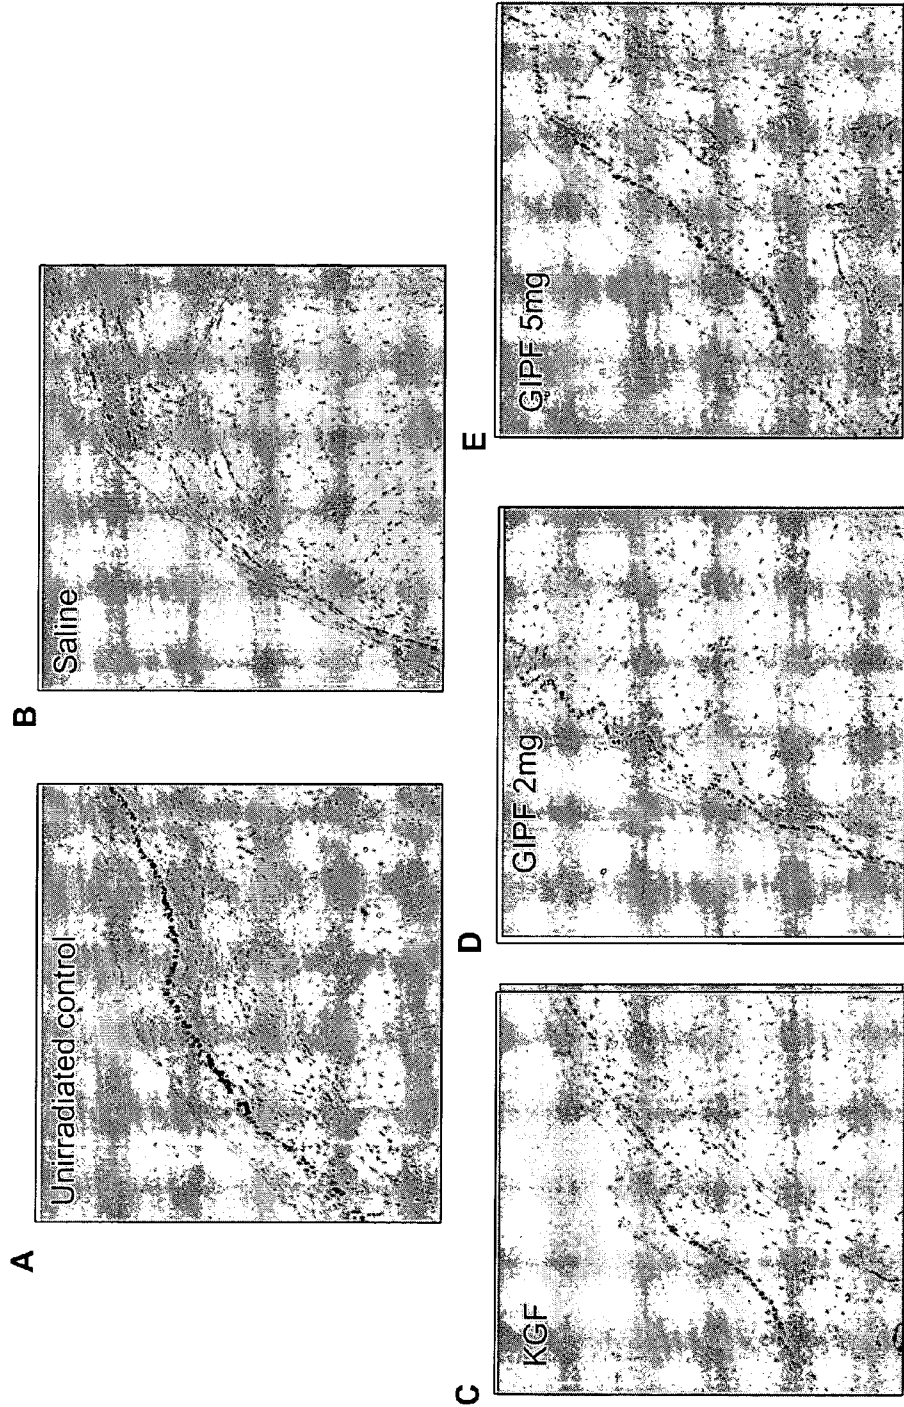 A
Unirradiated control
B
Saline
C
KGF
D
GIPF 2mg
E
GIPF 5mg